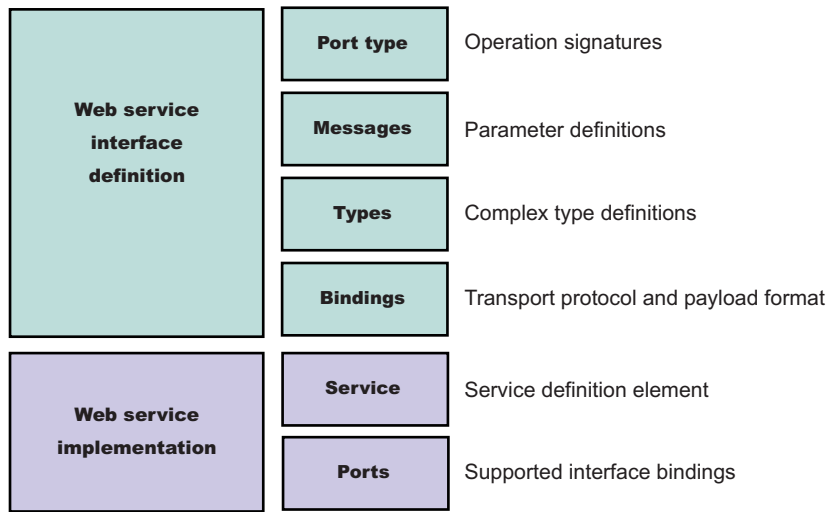 Web service
interface
definition
Port type
Operation signatures
Messages
Parameter definitions
Types
Complex type definitions
Bindings
Transport protocol and payload format
Web service
implementation
Service
Service definition element
Ports
Supported interface bindings